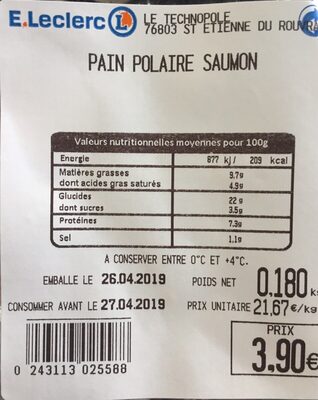 E.Leclerc L LE TECHNOPOLE
76803 ST ETIENNE DU ROUVRA
PAIN POLAIRE SAUMON
Valeurs nutritionnelles moyennes pour 100g
Energie 877 kj/ 209 kcal
Matières grasses 9.7g
dont acides gras saturés 4.9g
Glucides 22 g
dont sucres 3.5g
Protéines 7.3g
Sel 1.1g
A CONSERVER ENTRE 0°C ET +4°C.
EMBALLE LE 26.04.2019 POIDS NET 0,180 k
CONSOMMER AVANT LE 27.04.2019 PRIX UNITAIRE 21,67 €/kg
PRIX
3.90€
0 243113 025588